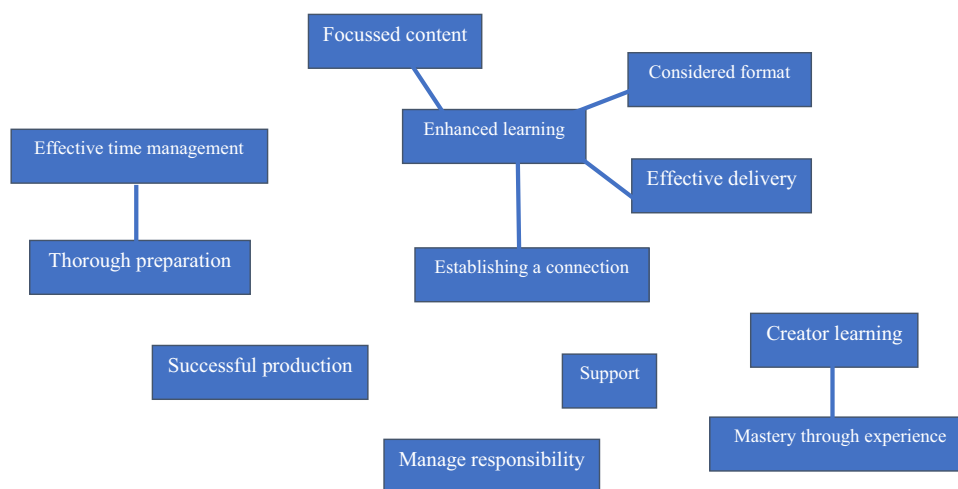 Focussed content
Considered format
Enhanced learning
Effective time management
Effective delivery
Thorough preparation
Establishing a connection
Creator learning
Successful production
Support
Mastery through experience
Manage responsibility